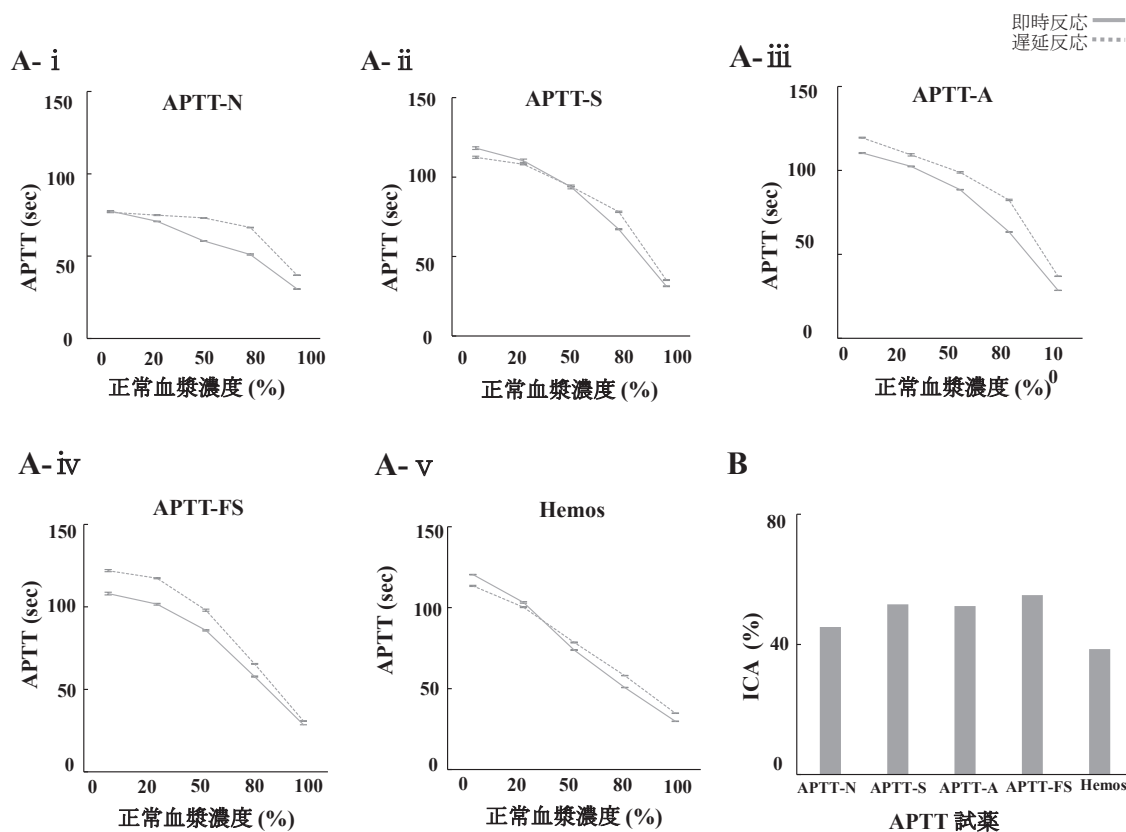 即時反応
遅延反応
A-ⅰ
APTT-N
150
100
50
0
APTT (sec)
0 20 50 80 100
正常血漿濃度 (%)
A-ⅱ
APTT-S
150
100
50
0
APTT (sec)
0 20 50 80 100
正常血漿濃度 (%)
A-ⅲ
APTT-A
150
100
50
0
APTT (sec)
0 20 50 80 10
0
正常血漿濃度 (%)
A-ⅳ
APTT-FS
150
100
50
0
APTT (sec)
0 20 50 80 100
正常血漿濃度 (%)
A-ⅴ
Hemos
150
100
50
0
APTT (sec)
0 20 50 80 100
正常血漿濃度 (%)
B
80
40
0
ICA (%)
APTT-N APTT-S APTT-A APTT-FS Hemos
APTT 試薬